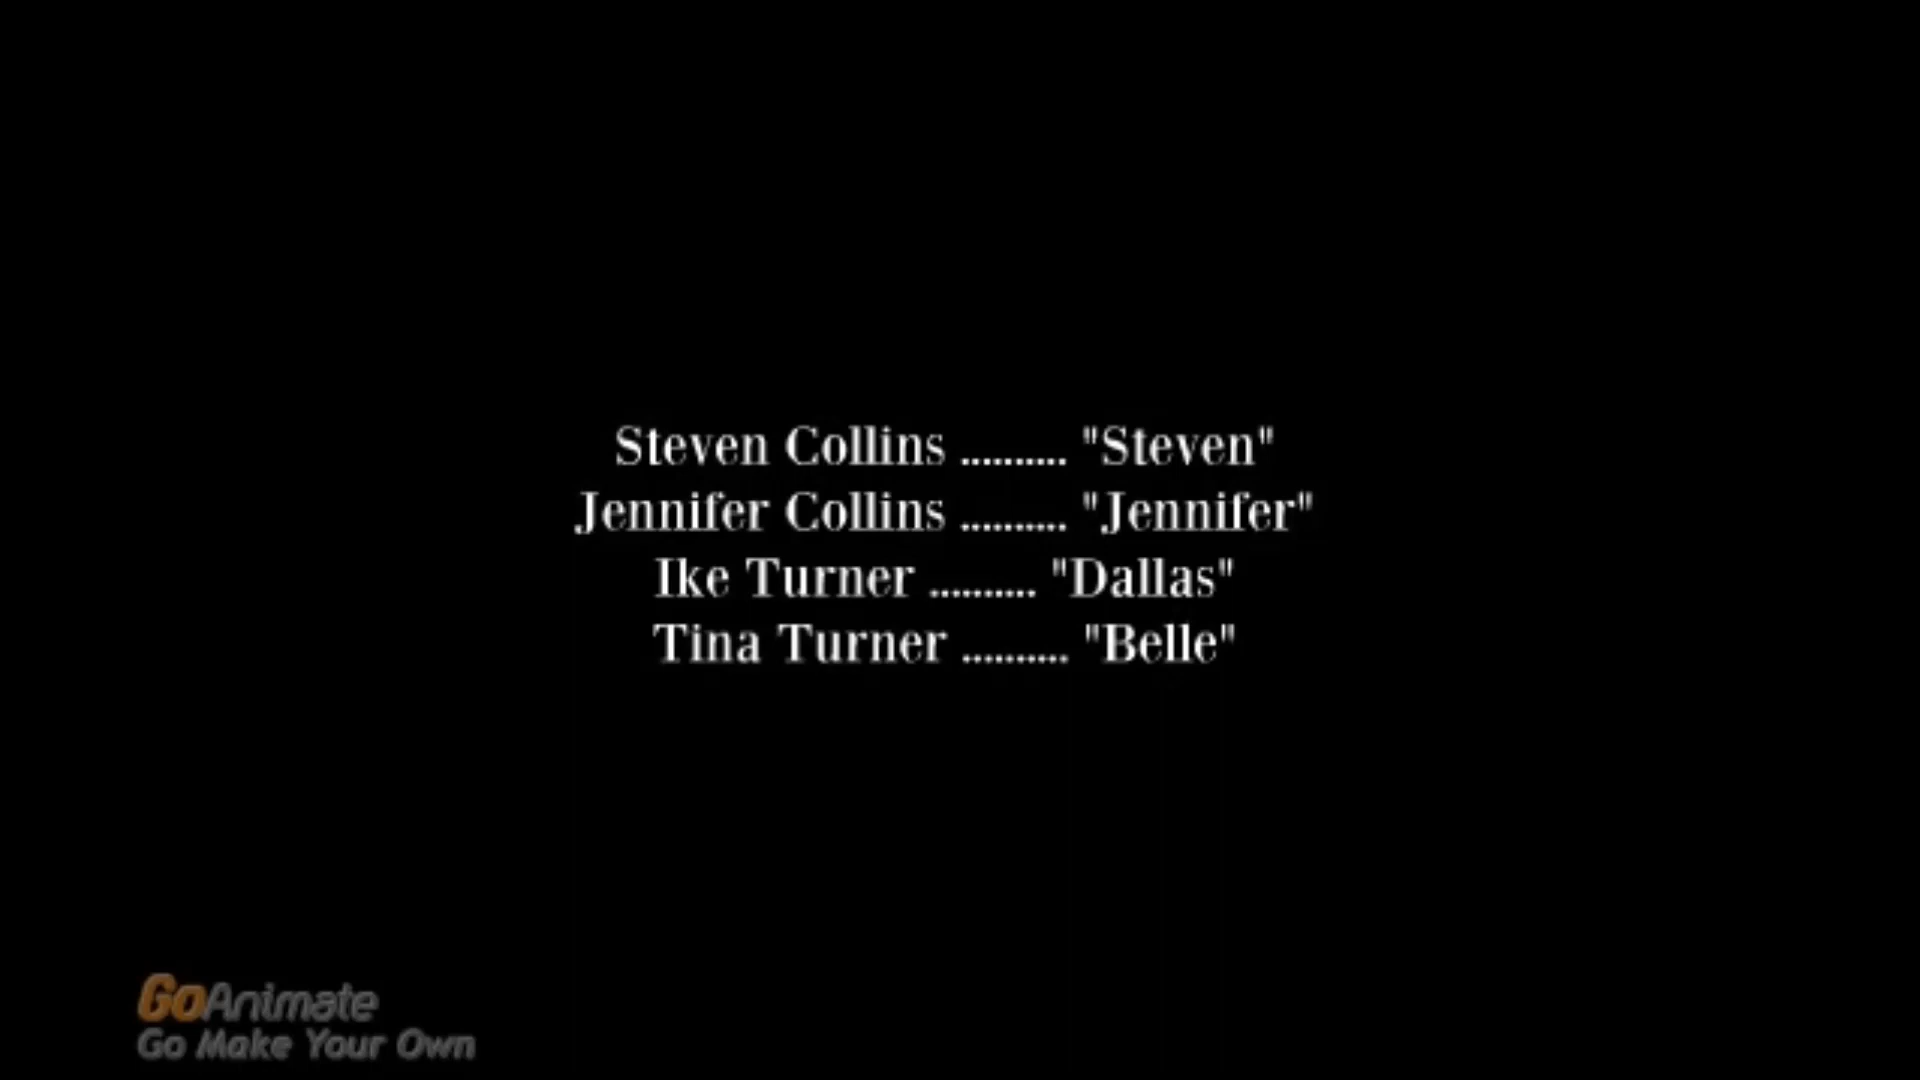 Steven Collins .......... "Steven"
Jennifer Collins .......... "Jennifer"
Ike Turner .......... "Dallas"
Tina Turner .......... "Belle"
GoAnimate
Go Make Your Own